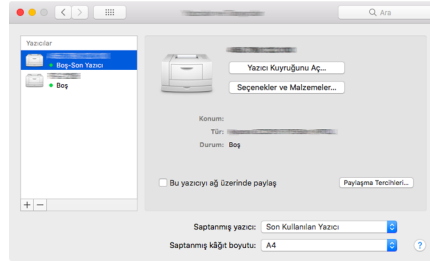 Ara
Yazıcılar
Boş-Son Yazıcı
Boş
Yazıcı Kuyruğunu Aç...
Seçenekler ve Malzemeler...
Konum:
Tür:
Durum: Boş
Bu yazıcıyı ağ üzerinde paylaş
Paylaşma Tercihleri...
Saptanmış yazıcı: Son Kullanılan Yazıcı
Saptanmış kâğıt boyutu: A4